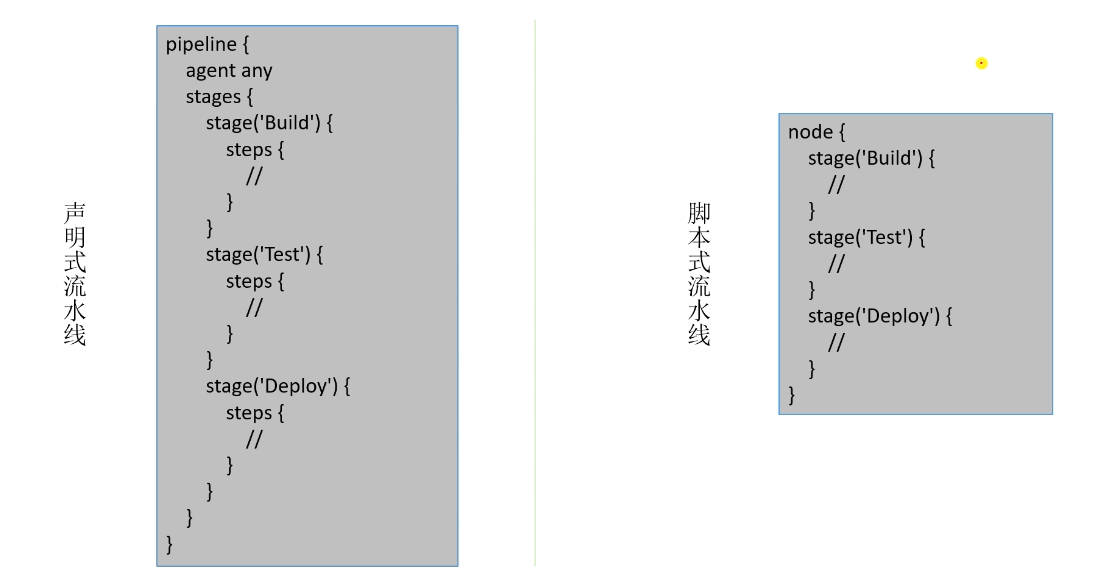 声明式流水线
pipeline {
agent any
stages {
stage('Build') {
steps {
//
}
}
stage('Test') {
steps {
//
}
}
stage('Deploy') {
steps {
//
}
}
}
}
脚本式流水线
node {
stage('Build') {
//
}
stage('Test') {
//
}
stage('Deploy') {
//
}
}